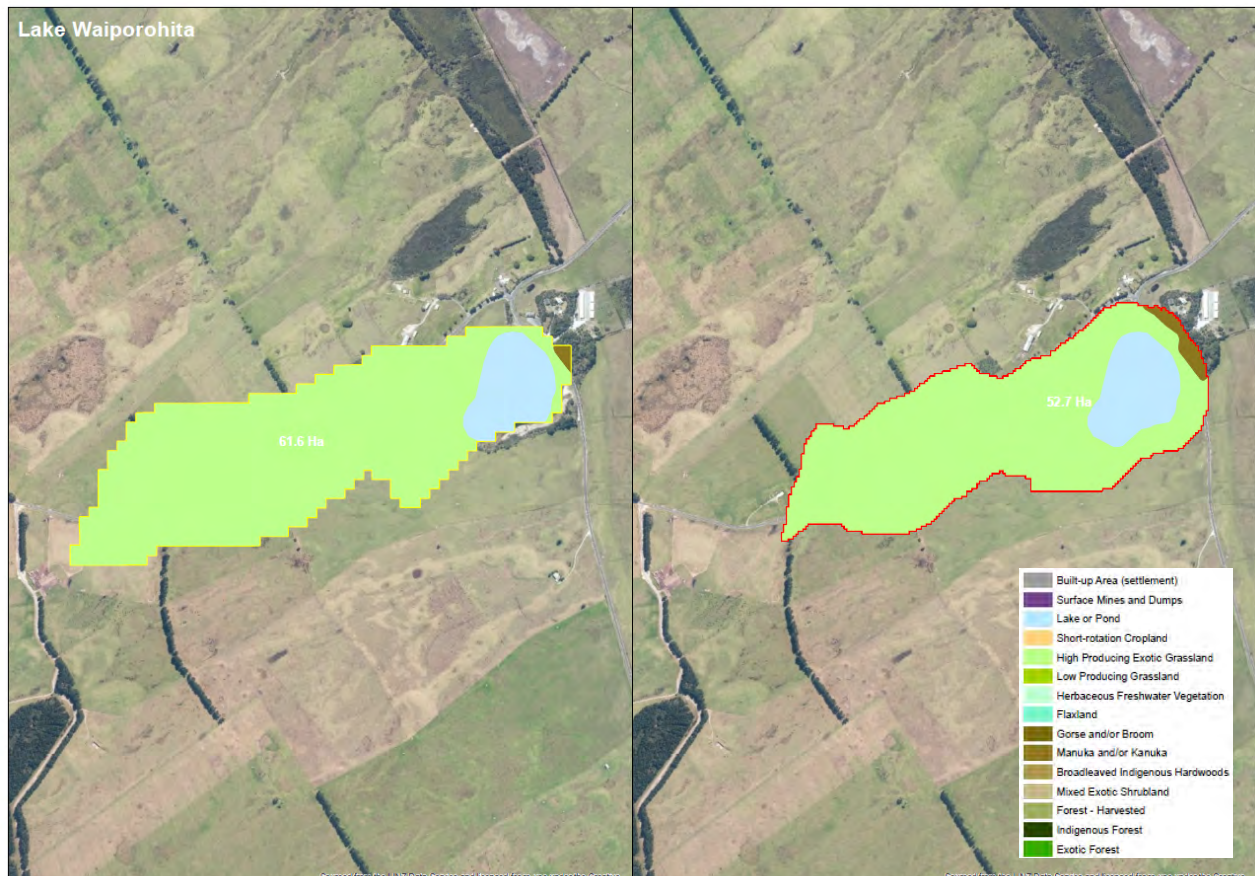 Lake Waiporohita
61.6 Ha
52.7 Ha
Built-up Area (settlement)
Surface Mines and Dumps
Lake or Pond
Short-rotation Cropland
High Producing Exotic Grassland
Low Producing Grassland
Herbaceous Freshwater Vegetation
Flaxland
Gorse and/or Broom
Manuka and/or Kanuka
Broadleaved Indigenous Hardwoods
Mixed Exotic Shrubland
Forest - Harvested
Indigenous Forest
Exotic Forest